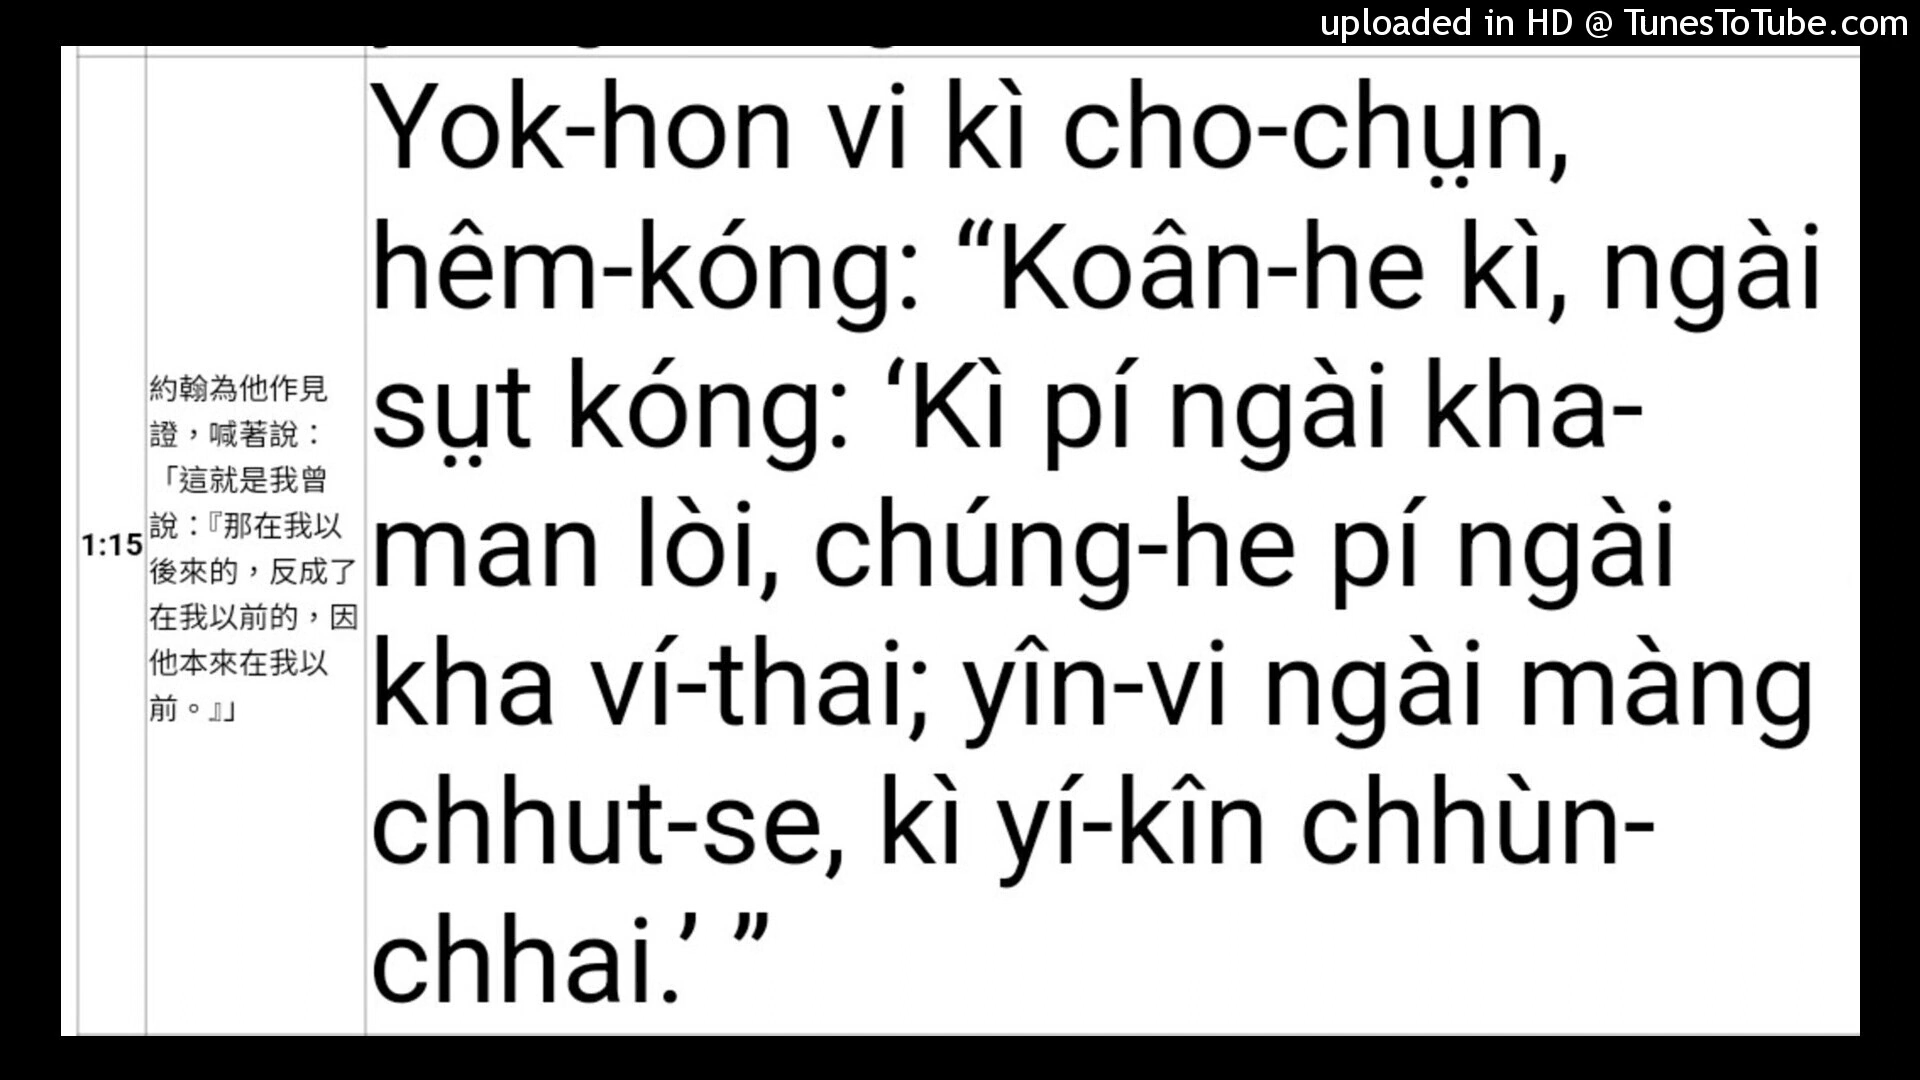 uploaded in HD @ TunesToTube.com
1:15
約翰為他作見
證，喊著說：
「這就是我曾
說：『那在我以
後來的，反成了
在我以前的，因
他本來在我以
前。』」
Yok-hon vi kì cho-chṳn,
hêm-kóng: “Koân-he kì, ngài
sṳt kóng: ‘Kì pí ngài kha-
man lòi, chúng-he pí ngài
kha ví-thai; yîn-vi ngài màng
chhut-se, kì yí-kîn chhùn-
chhai.’ ”